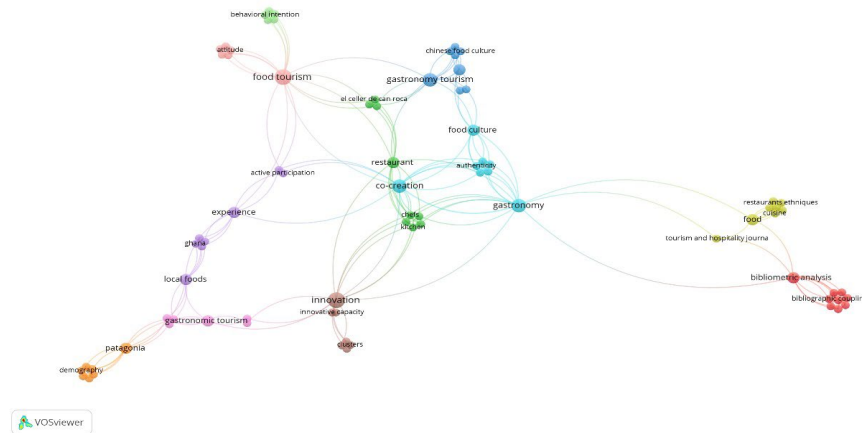 behavioral intention
attitude
chinese food culture
food tourism
gastronomy tourism
el celler de can roca
food culture
restaurant
authenticity
active participation
co-creation
restaurants ethniques
gastronomy
cuisine
experience
chefs
food
kitchan
tourism and hospitality journa
ghana
local foods
bibliometric analysis
innovation
bibliographic couplin
innovative capacity
gastronomic tourism
clusters
patagonia
demography
VOSviewer